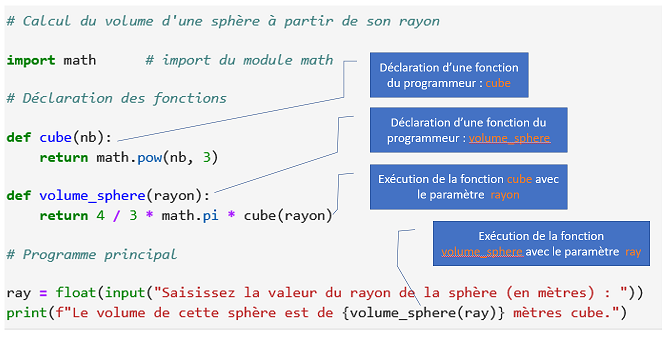 # Calcul du volume d'une sphère à partir de son rayon
import math # import du module math
Déclaration d'une fonction
du programmeur : cube
# Déclaration des fonctions
Déclaration d'une fonction du
programmeur : volume_sphere
def cube(nb):
return math.pow(nb, 3)
Exécution de la fonction cube avec
le paramètre rayon
def volume_sphere(rayon):
return 4 / 3 * math.pi * cube(rayon)
Exécution de la fonction
volume_sphere avec le paramètre ray
# Programme principal
ray = float(input("Saisissez la valeur du rayon de la sphère (en mètres) : "))
print(f"Le volume de cette sphère est de {volume_sphere(ray)} mètres cube.")